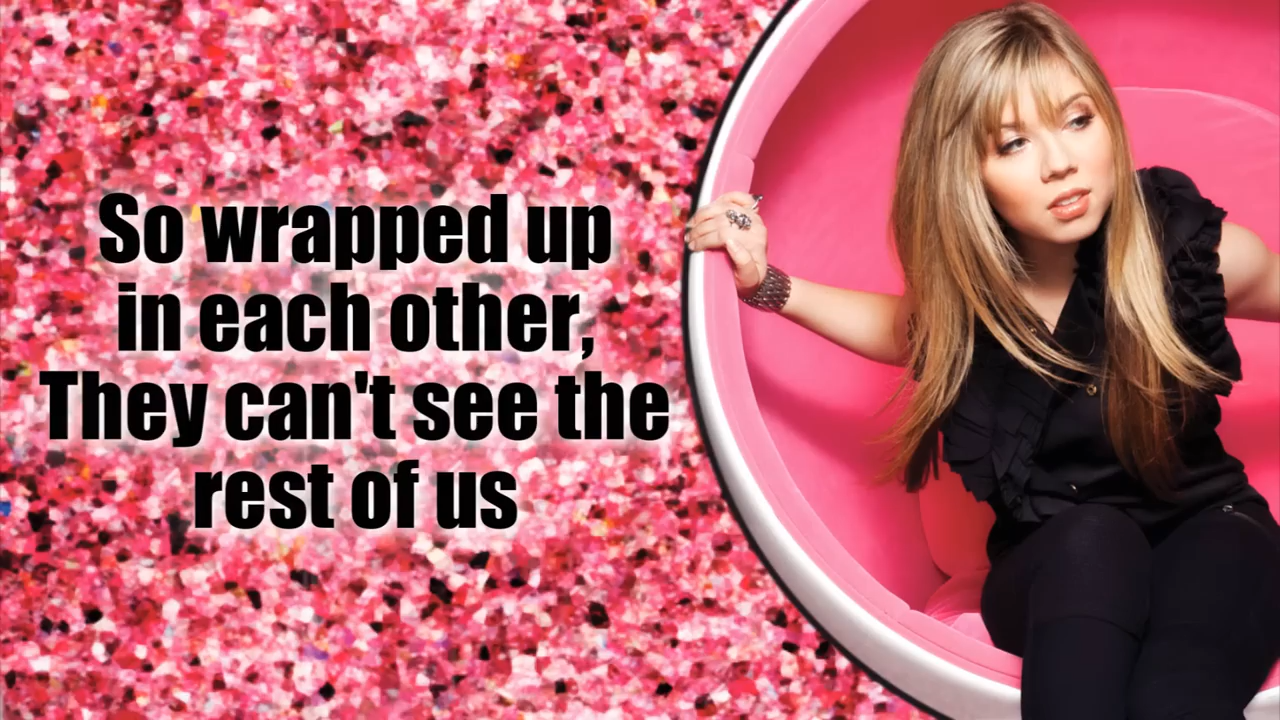 So wrapped up
in each other,
They can't see the
rest of us